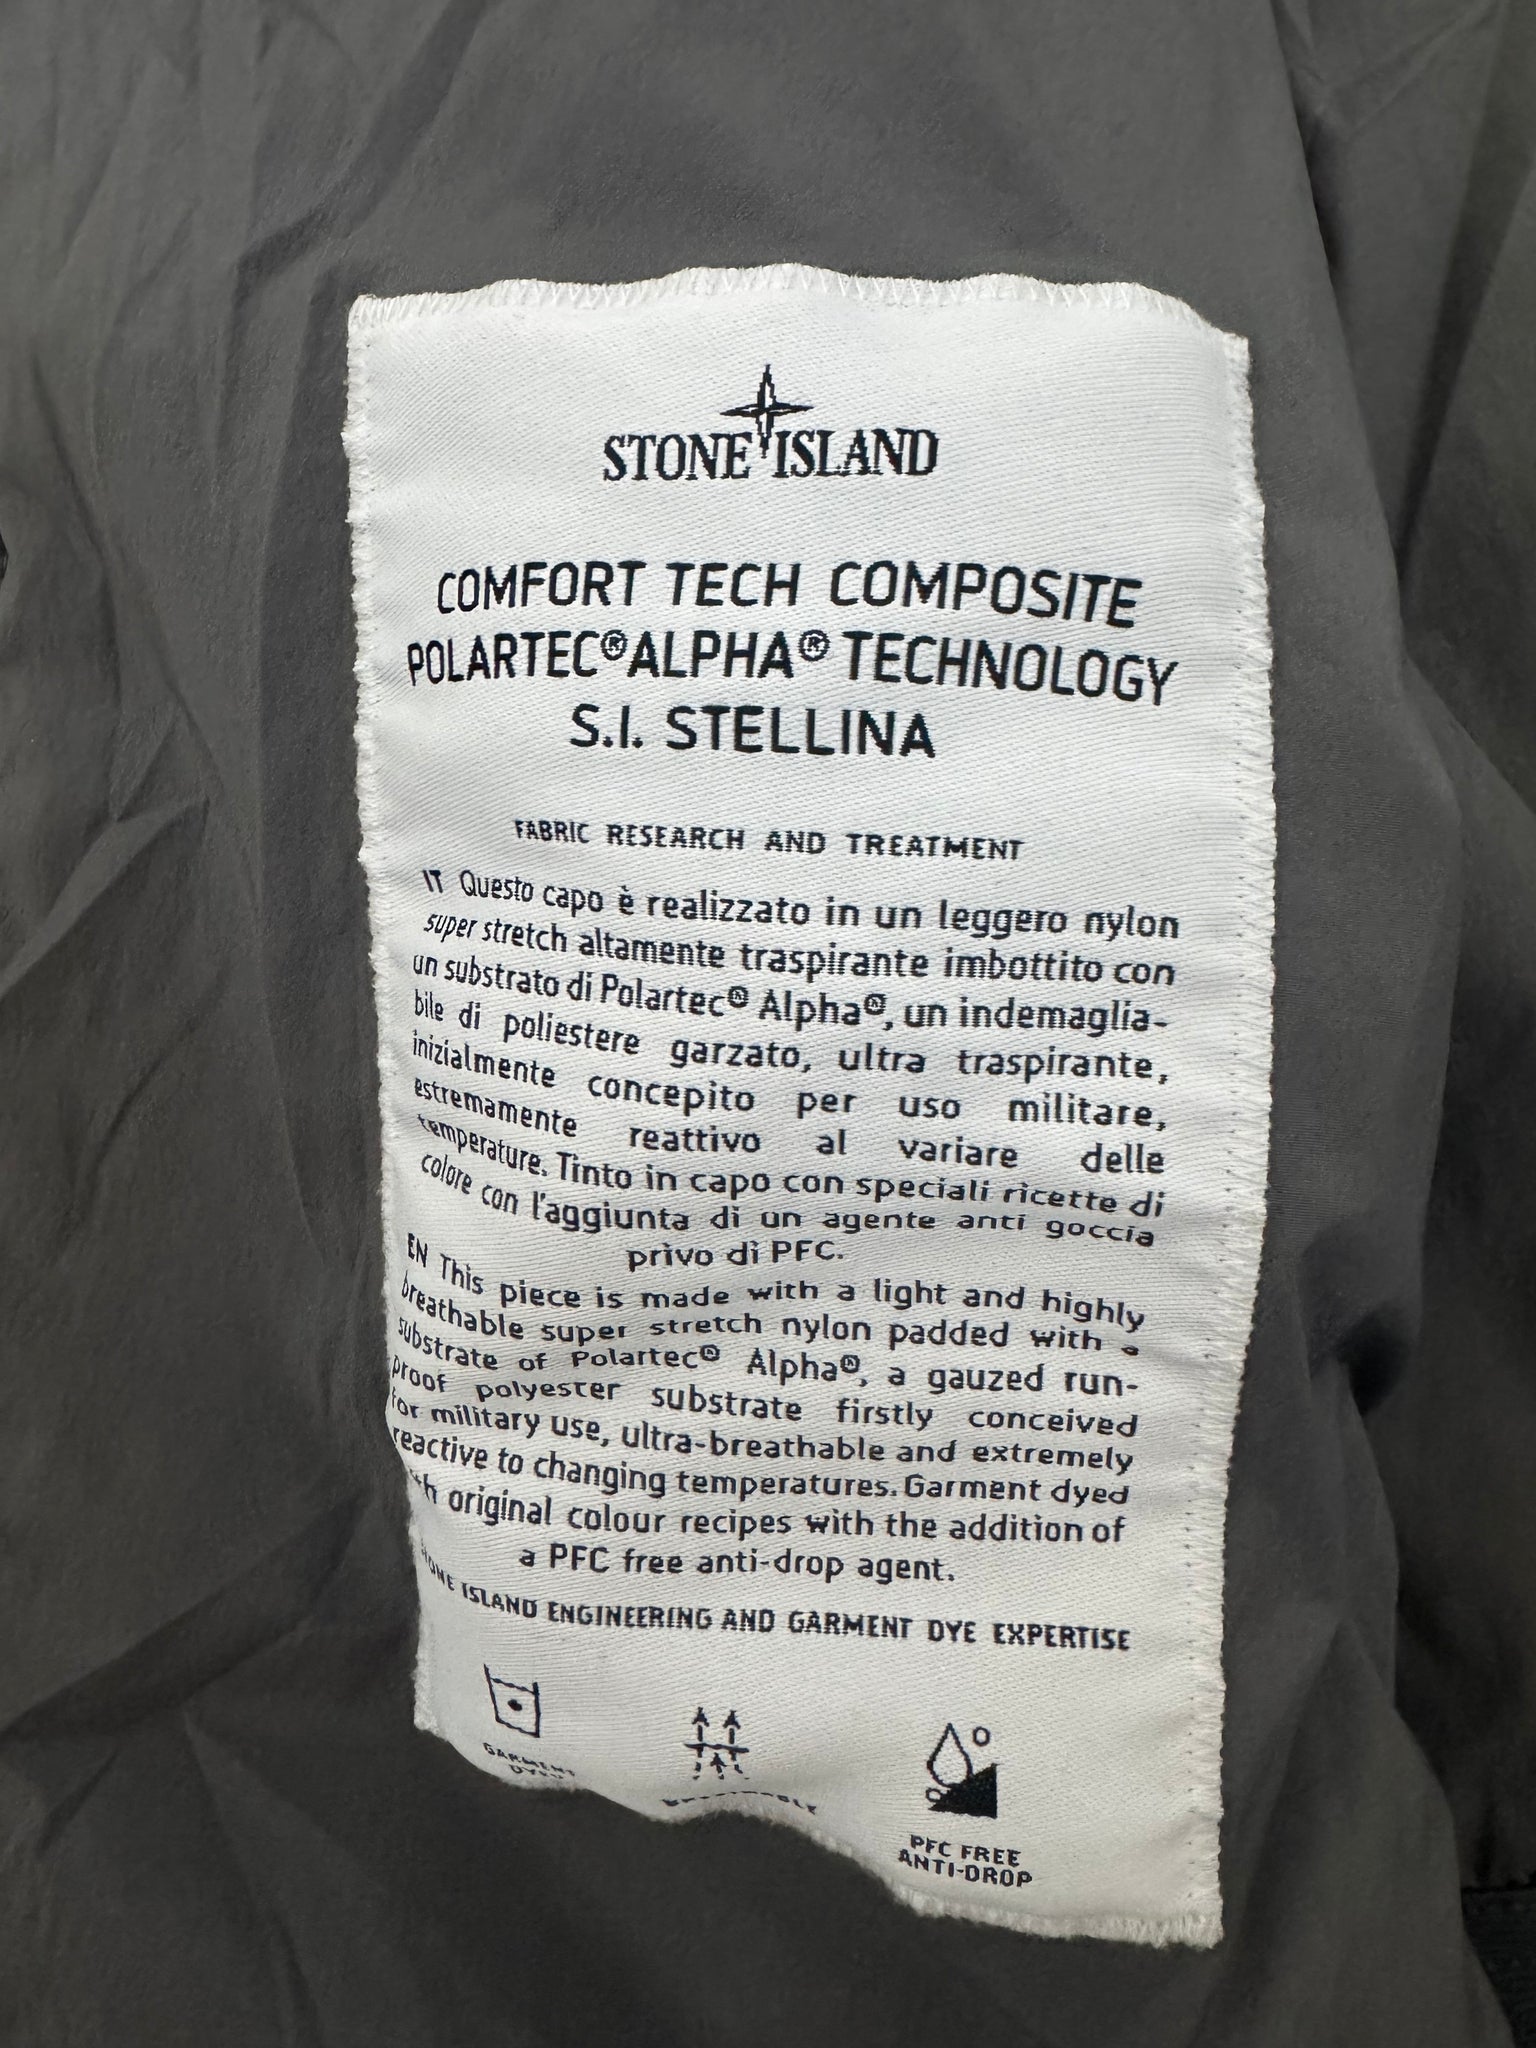 STONE ISLAND
COMFORT TECH COMPOSITE
POLARTEC® ALPHA® TECHNOLOGY
S.I. STELLINA
FABRIC RESEARCH AND TREATMENT
IT Questo capo è realizzato in un leggero nylon
super stretch altamente traspirante imbottito con
un substrato di Polartec® Alpha®, un indemaglia-
bile di poliestere garzato, ultra traspirante,
inizialmente concepito per uso militare,
estremamente reattivo al variare delle
temperature. Tinto in capo con speciali ricette di
colore con l'aggiunta di un agente anti goccia
privo di PFC.
EN This piece is made with a light and highly
breathable super stretch nylon padded with a
substrate of Polartec® Alpha®, a gauzed run-
proof polyester substrate firstly conceived
for military use, ultra-breathable and extremely
reactive to changing temperatures. Garment dyed
with original colour recipes with the addition of
a PFC free anti-drop agent.
STONE ISLAND ENGINEERING AND GARMENT DYE EXPERTISE
GARMENT
DYED
BREATHABLE
PFC FREE
ANTI-DROP